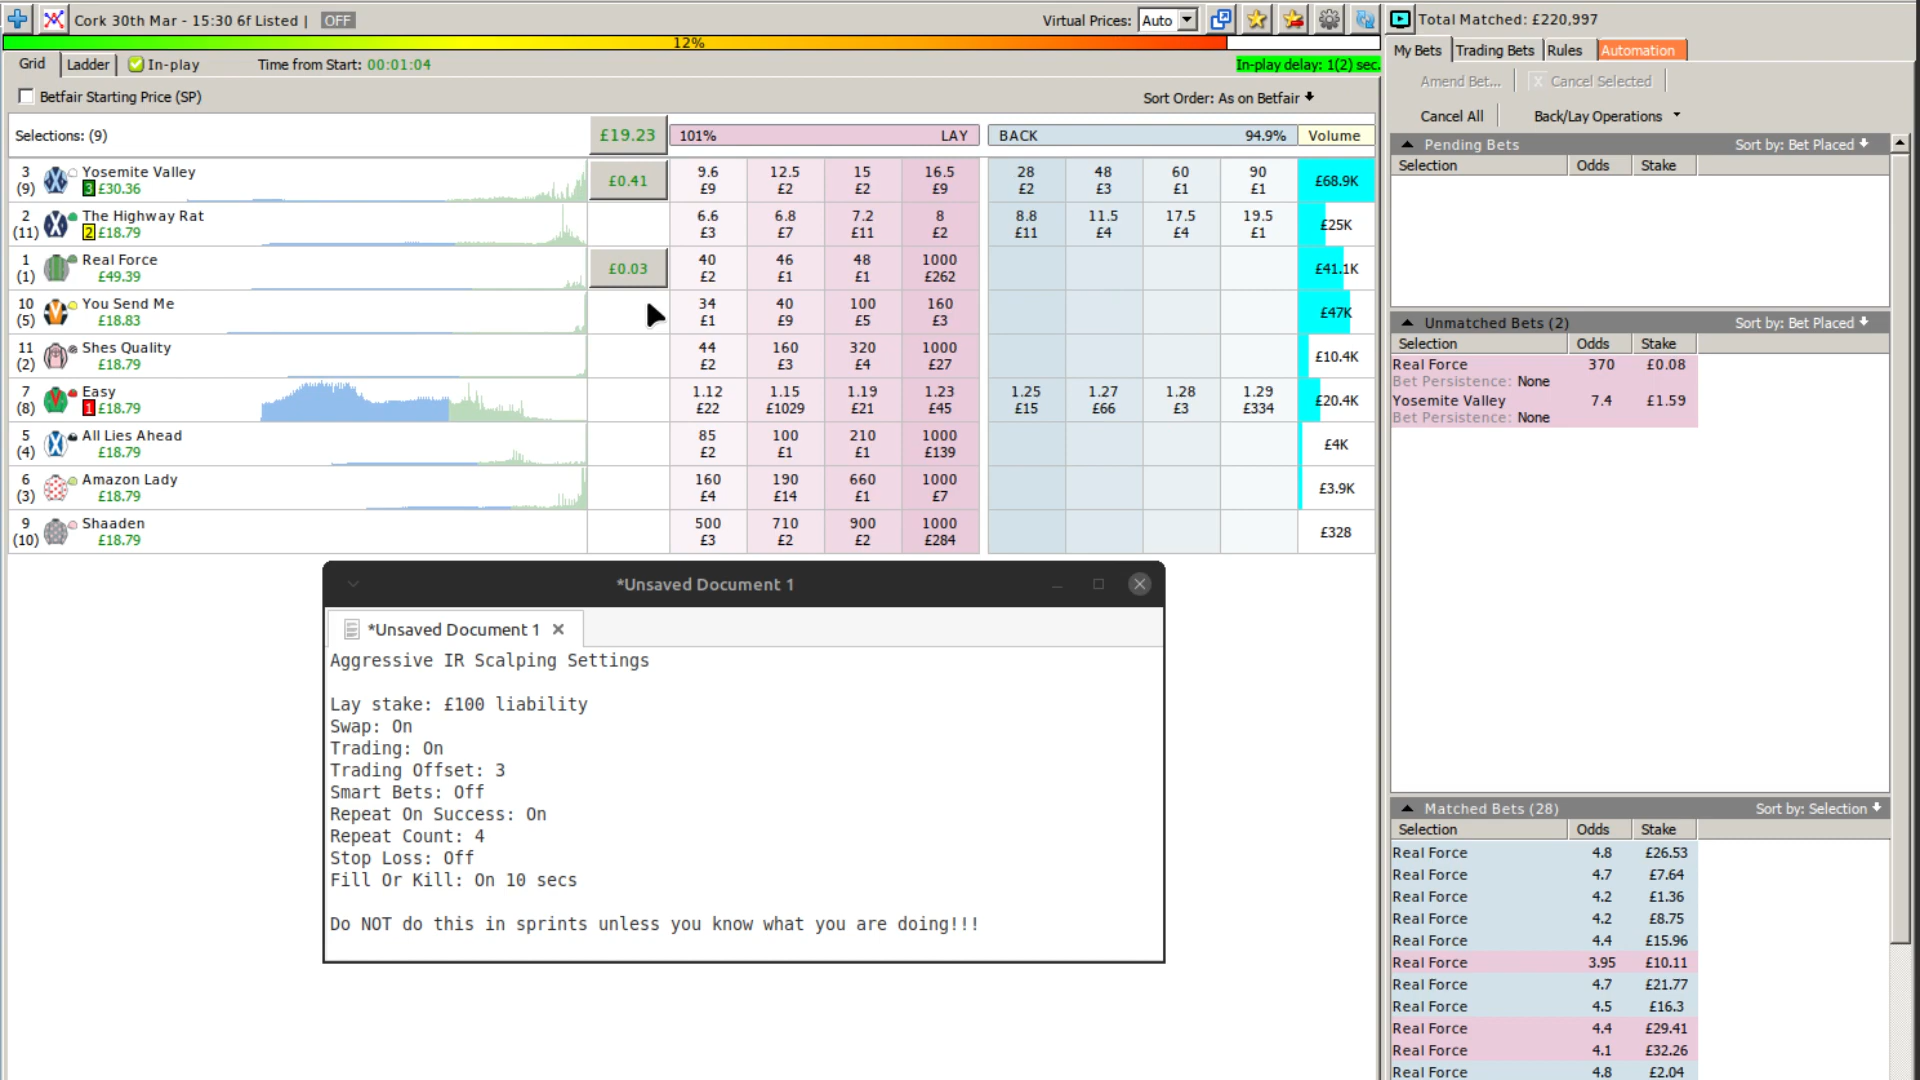 Cork 30th Mar - 15:30 6f Listed | OFF
Virtual Prices: Auto
Total Matched: £220,997
12%
Grid Ladder In-play Time from Start: 00:01:04 In-play delay: 1(2) sec.
My Bets Trading Bets Rules Automation
Amend Bet... X Cancel Selected
Cancel All Back/Lay Operations
Betfair Starting Price (SP) Sort Order: As on Betfair
Selections: (9) £19.23 101% LAY BACK 94.9% Volume
3 Yosemite Valley 9.6 12.5 15 16.5 28 48 60 90
(9) 3 £30.36 £0.41 £9 £2 £2 £9 £2 £3 £1 £1 £68.9K
2 The Highway Rat 6.6 6.8 7.2 8 8.8 11.5 17.5 19.5
(11) 2 £18.79 £3 £7 £11 £2 £11 £4 £4 £1 £25K
1 Real Force 40 46 48 1000
(1) £49.39 £0.03 £2 £1 £1 £262 £41.1K
10 You Send Me 34 40 100 160
(5) £18.83 £1 £9 £5 £3 £47K
11 Shes Quality 44 160 320 1000
(2) £18.79 £2 £3 £4 £27 £10.4K
7 Easy 1.12 1.15 1.19 1.23 1.25 1.27 1.28 1.29
(8) 1 £18.79 £22 £1029 £21 £45 £15 £66 £3 £334 £20.4K
5 All Lies Ahead 85 100 210 1000
(4) £18.79 £2 £1 £1 £139 £4K
6 Amazon Lady 160 190 660 1000
(3) £18.79 £4 £14 £1 £7 £3.9K
9 Shaaden 500 710 900 1000
(10) £18.79 £3 £2 £2 £284 £328
*Unsaved Document 1
*Unsaved Document 1
Aggressive IR Scalping Settings
Lay stake: £100 liability
Swap: On
Trading: On
Trading Offset: 3
Smart Bets: Off
Repeat On Success: On
Repeat Count: 4
Stop Loss: Off
Fill Or Kill: On 10 secs
Do NOT do this in sprints unless you know what you are doing!!!
Pending Bets Sort by: Bet Placed
Selection Odds Stake
Unmatched Bets (2) Sort by: Bet Placed
Selection Odds Stake
Real Force 370 £0.08
Bet Persistence: None
Yosemite Valley 7.4 £1.59
Bet Persistence: None
Matched Bets (28) Sort by: Selection
Selection Odds Stake
Real Force 4.8 £26.53
Real Force 4.7 £7.64
Real Force 4.2 £1.36
Real Force 4.2 £8.75
Real Force 4.4 £15.96
Real Force 3.95 £10.11
Real Force 4.7 £21.77
Real Force 4.5 £16.3
Real Force 4.4 £29.41
Real Force 4.1 £32.26
Real Force 4.8 £2.04